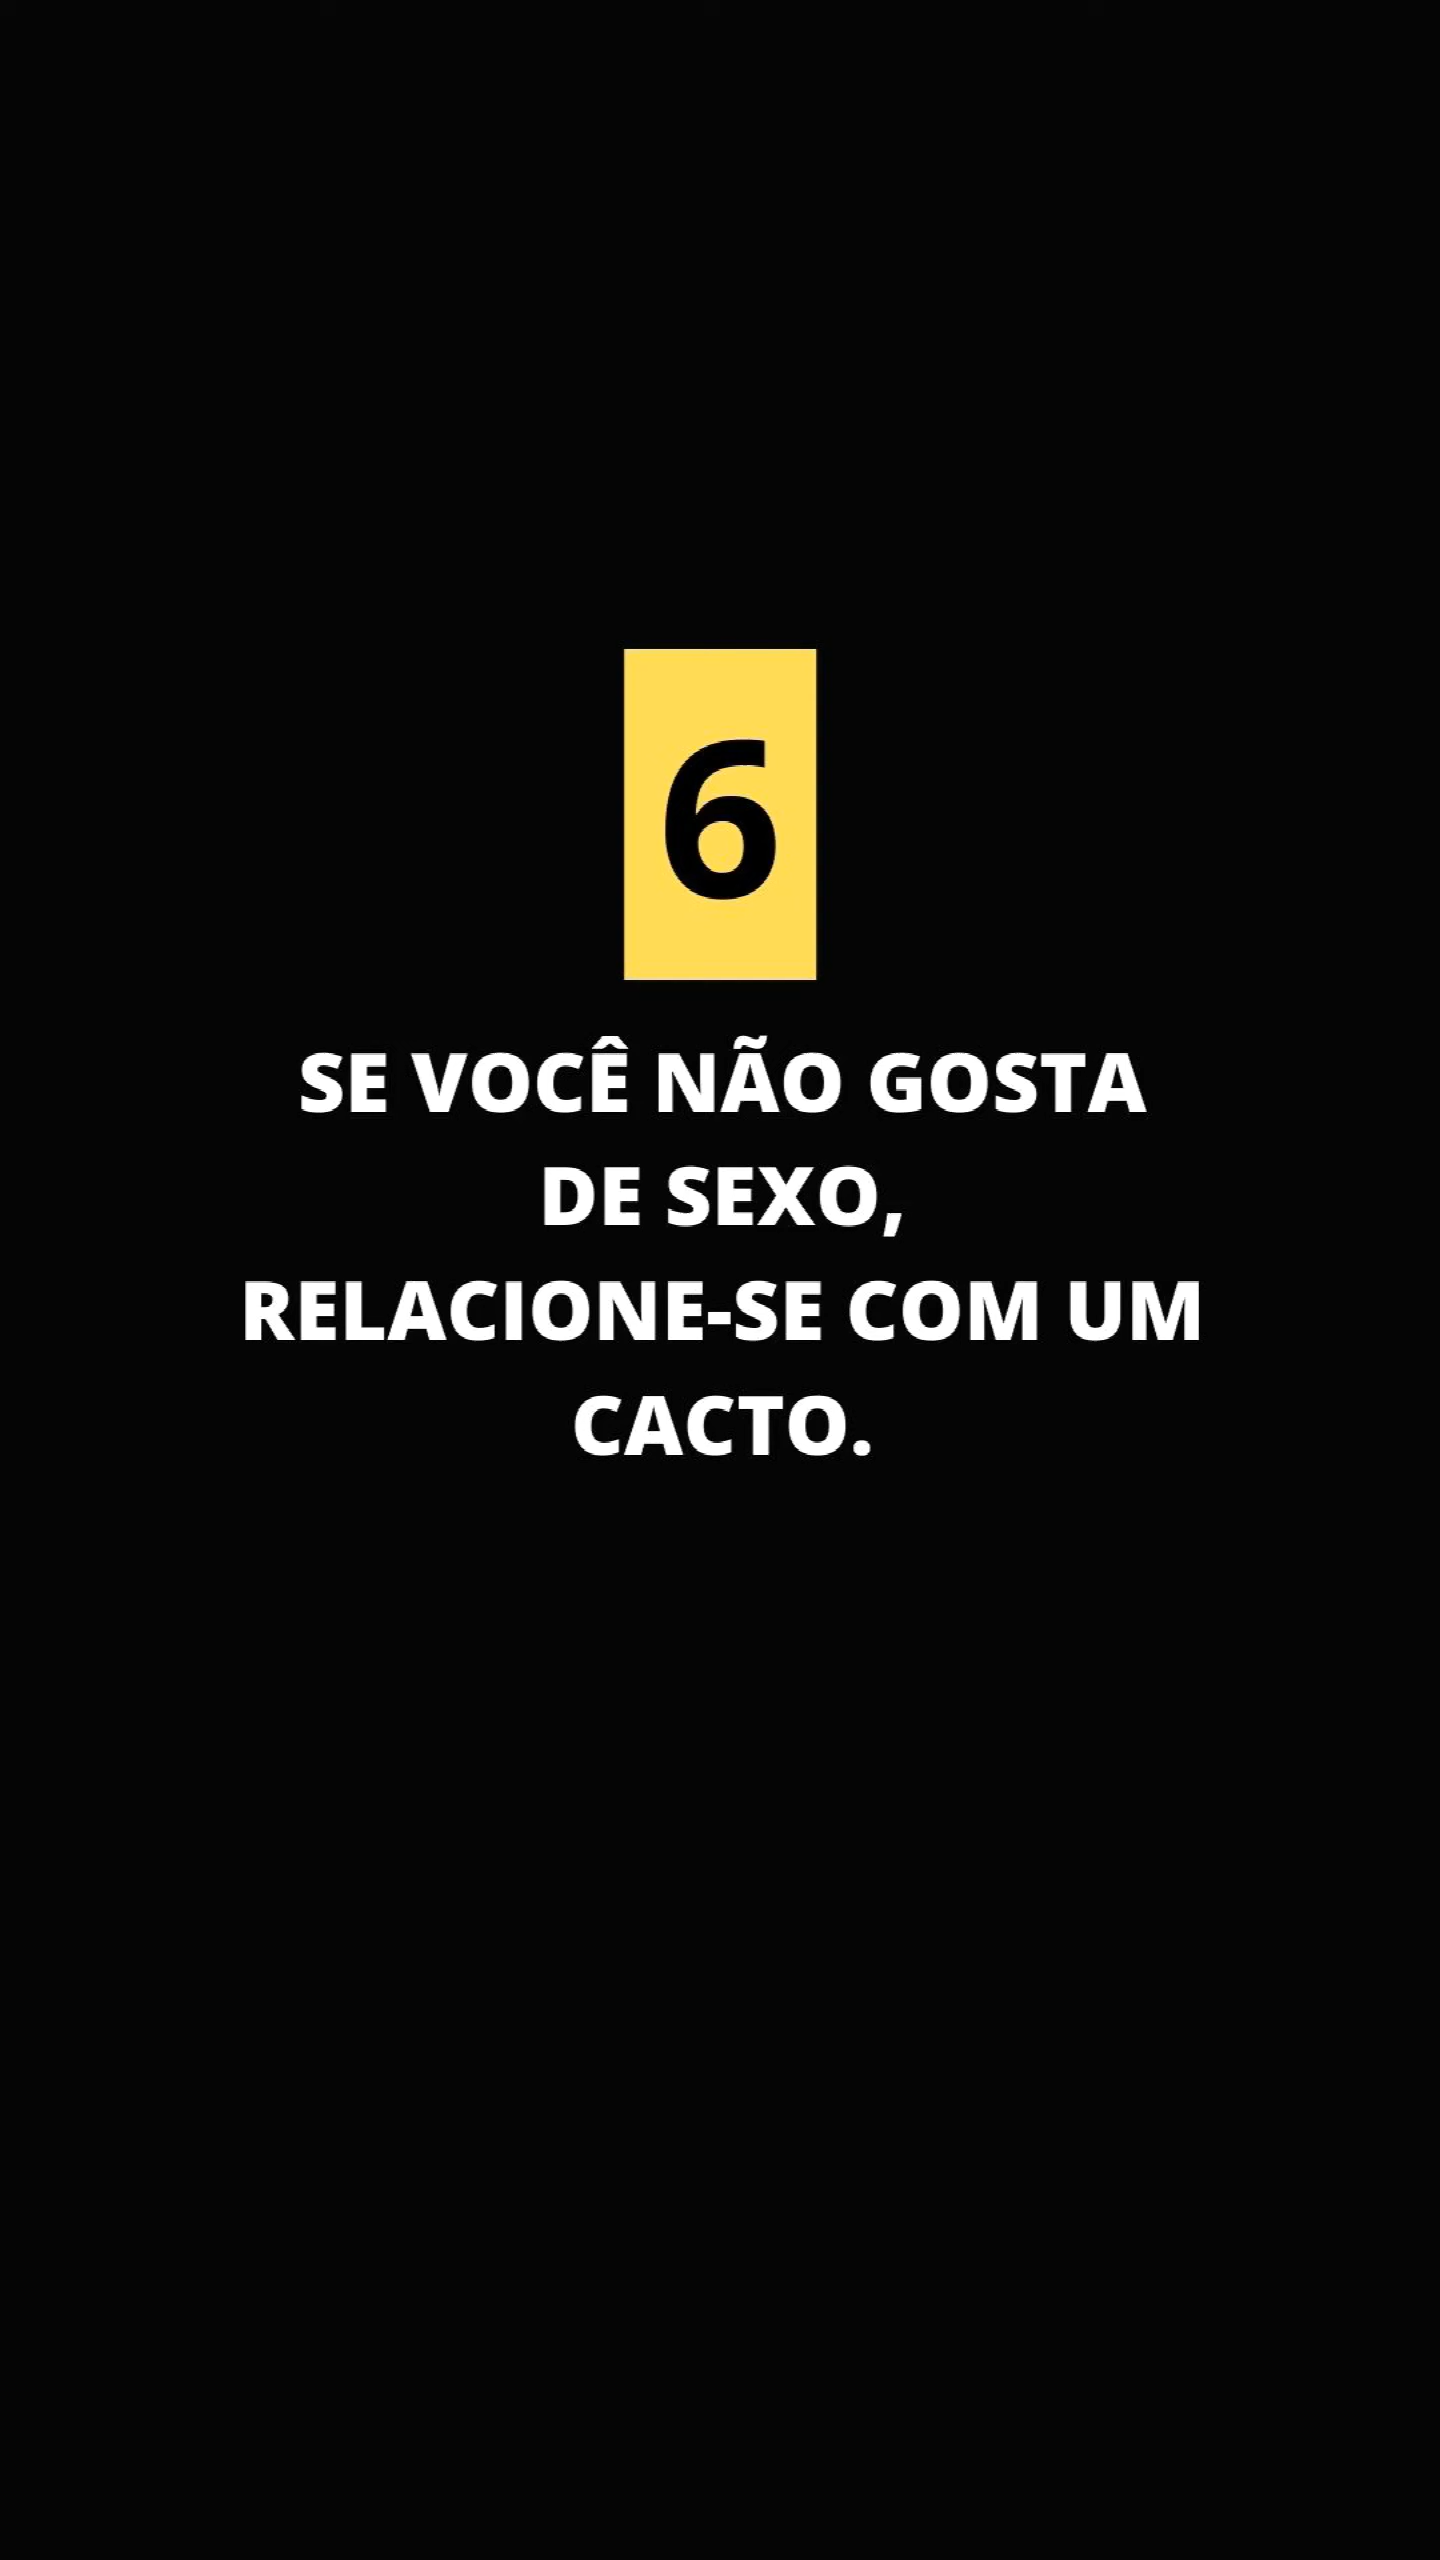 6
SE VOCÊ NÃO GOSTA
DE SEXO,
RELACIONE-SE COM UM
CACTO.